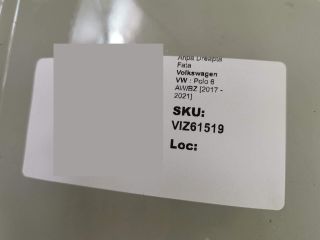 Aripa Dreapta
Fata
Volkswagen
VW : Polo 6
AW/BZ [2017 -
2021]
SKU:
VIZ61519
Loc: